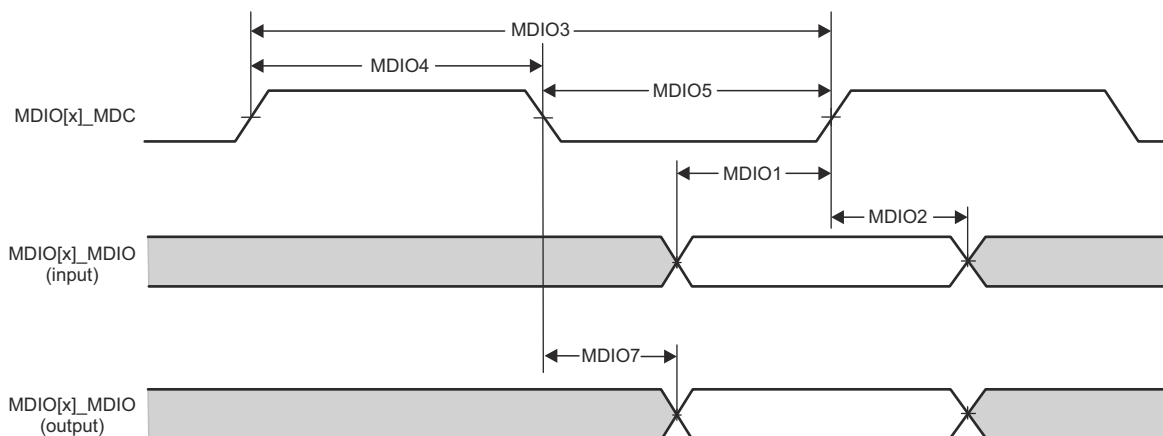 MDIO3
MDIO4
MDIO5
MDIO[x]_MDC
MDIO1
MDIO2
MDIO[x]_MDIO
(input)
MDIO7
MDIO[x]_MDIO
(output)